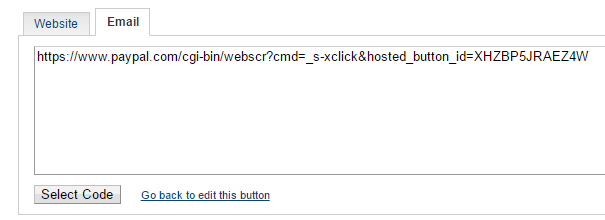 Website
Email
https://www.paypal.com/cgi-bin/webscr?cmd=_s-xclick&hosted_button_id=XHZBP5JRAEZ4W
Select Code
Go back to edit this button